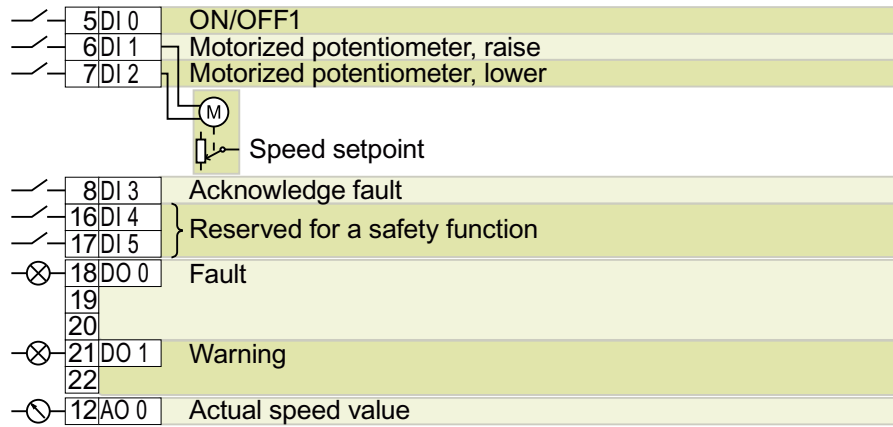 5 DI 0 ON/OFF1
6 DI 1 Motorized potentiometer, raise
7 DI 2 Motorized potentiometer, lower
M
Speed setpoint
8 DI 3 Acknowledge fault
16 DI 4
Reserved for a safety function
17 DI 5
18 DO 0 Fault
19
20
21 DO 1 Warning
22
12 AO 0 Actual speed value